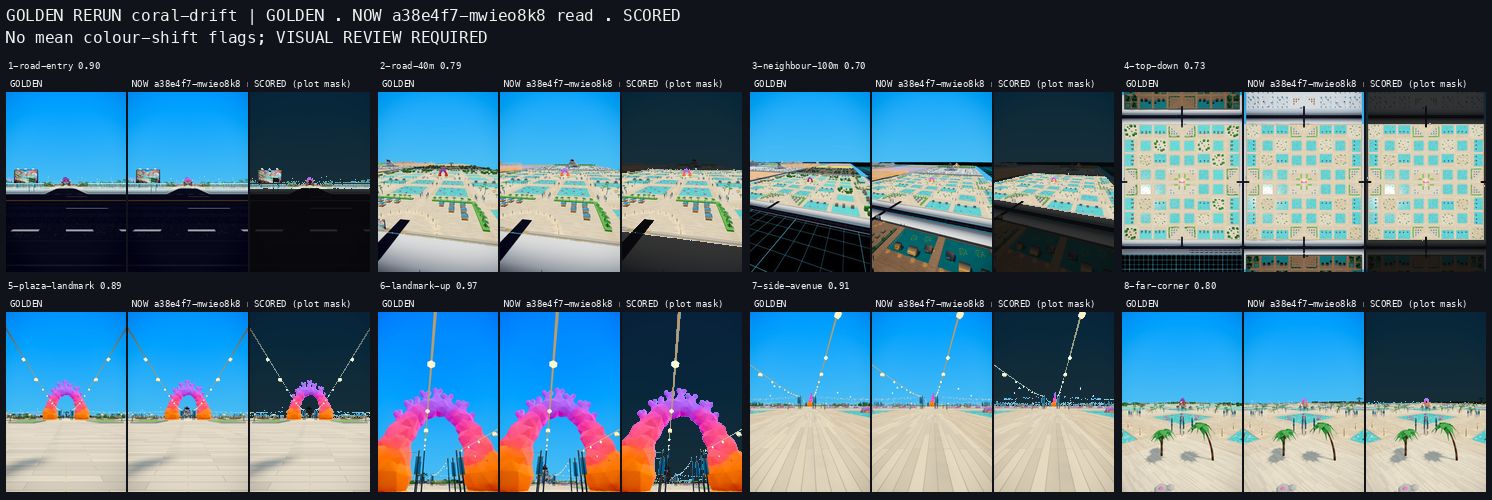 GOLDEN RERUN coral-drift | GOLDEN . NOW a38e4f7-mwieo8k8 read . SCORED
No mean colour-shift flags; VISUAL REVIEW REQUIRED
1-road-entry 0.90
GOLDEN NOW a38e4f7-mwieo8k8 SCORED (plot mask)
2-road-40m 0.79
GOLDEN NOW a38e4f7-mwieo8k8 SCORED (plot mask)
3-neighbour-100m 0.70
GOLDEN NOW a38e4f7-mwieo8k8 SCORED (plot mask)
4-top-down 0.73
GOLDEN NOW a38e4f7-mwieo8k8 SCORED (plot mask)
5-plaza-landmark 0.89
GOLDEN NOW a38e4f7-mwieo8k8 SCORED (plot mask)
6-landmark-up 0.97
GOLDEN NOW a38e4f7-mwieo8k8 SCORED (plot mask)
7-side-avenue 0.91
GOLDEN NOW a38e4f7-mwieo8k8 SCORED (plot mask)
8-far-corner 0.80
GOLDEN NOW a38e4f7-mwieo8k8 SCORED (plot mask)